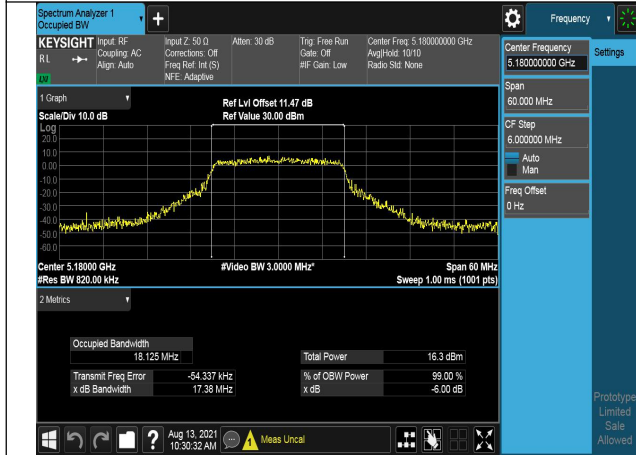 Spectrum Analyzer 1
Occupied BW
Frequency
KEYSIGHT
R L
Input: RF
Coupling: AC
Align: Auto
Input Z: 50 Ω
Corrections: Off
Freq Ref: Int (S)
NFE: Adaptive
Atten: 30 dB
Trig: Free Run
Gate: Off
#IF Gain: Low
Center Freq: 5.180000000 GHz
Avg|Hold: 10/10
Radio Std: None
Center Frequency
5.180000000 GHz
Settings
Span
60.000 MHz
CF Step
6.000000 MHz
Auto
Man
Freq Offset
0 Hz
1 Graph
Scale/Div 10.0 dB
Ref Lvl Offset 11.47 dB
Ref Value 30.00 dBm
Log
20.0
10.0
0.00
-10.0
-20.0
-30.0
-40.0
-50.0
-60.0
Center 5.18000 GHz
#Video BW 3.0000 MHz*
Span 60 MHz
#Res BW 820.00 kHz
Sweep 1.00 ms (1001 pts)
2 Metrics
Occupied Bandwidth
18.125 MHz
Total Power 16.3 dBm
Transmit Freq Error -54.337 kHz
% of OBW Power 99.00 %
x dB Bandwidth 17.38 MHz
x dB -6.00 dB
Prototype
Limited
Sale
Allowed
?
Aug 13, 2021
10:30:32 AM
Meas Uncal